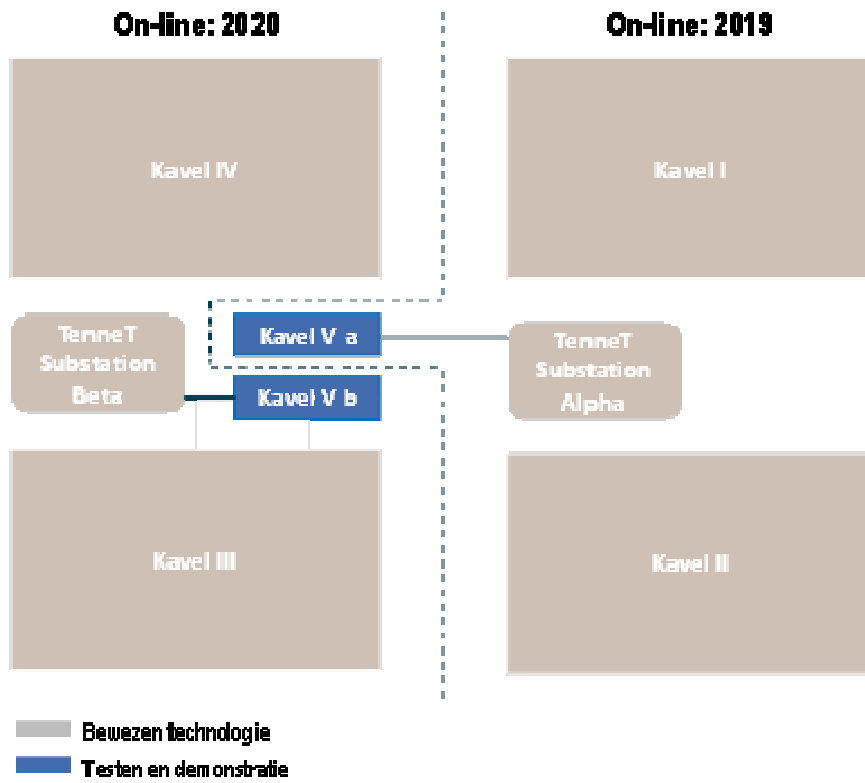 On-line: 2020
On-line: 2019
Kavel IV
Kavel I
Kavel V a
TenneT
Substation
Beta
TenneT
Substation
Alpha
Kavel V b
Kavel III
Kavel II
Bewezen technologie
Testen en demonstratie